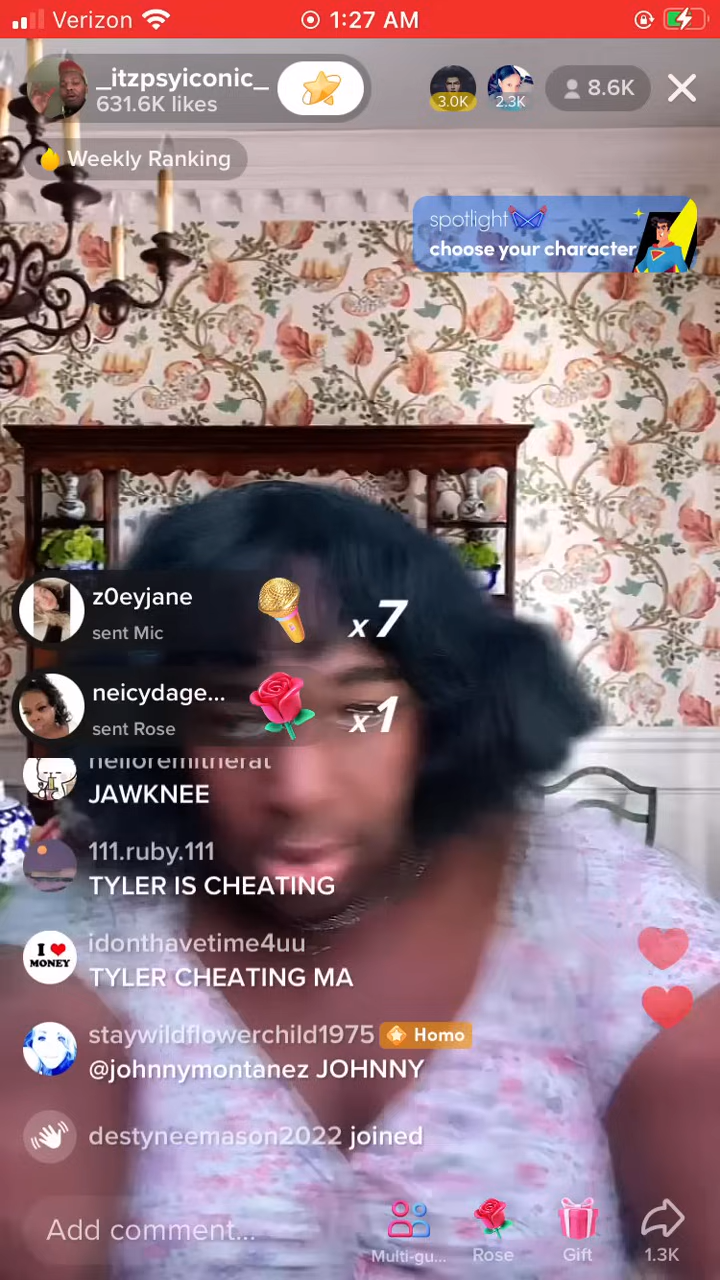 Verizon
1:27 AM
_itzpsyiconic_
631.6K likes
3.0K
2.3K
8.6K
Weekly Ranking
spotlight
choose your character
z0eyjane
sent Mic
x 7
neicydage...
sent Rose
x1
helloremitherat
JAWKNEE
111.ruby.111
TYLER IS CHEATING
I ❤ MONEY
idonthavetime4uu
TYLER CHEATING MA
staywildflowerchild1975 Homo
@johnnymontanez JOHNNY
destyneemason2022 joined
Add comment...
Multi-gu...
Rose
Gift
1.3K